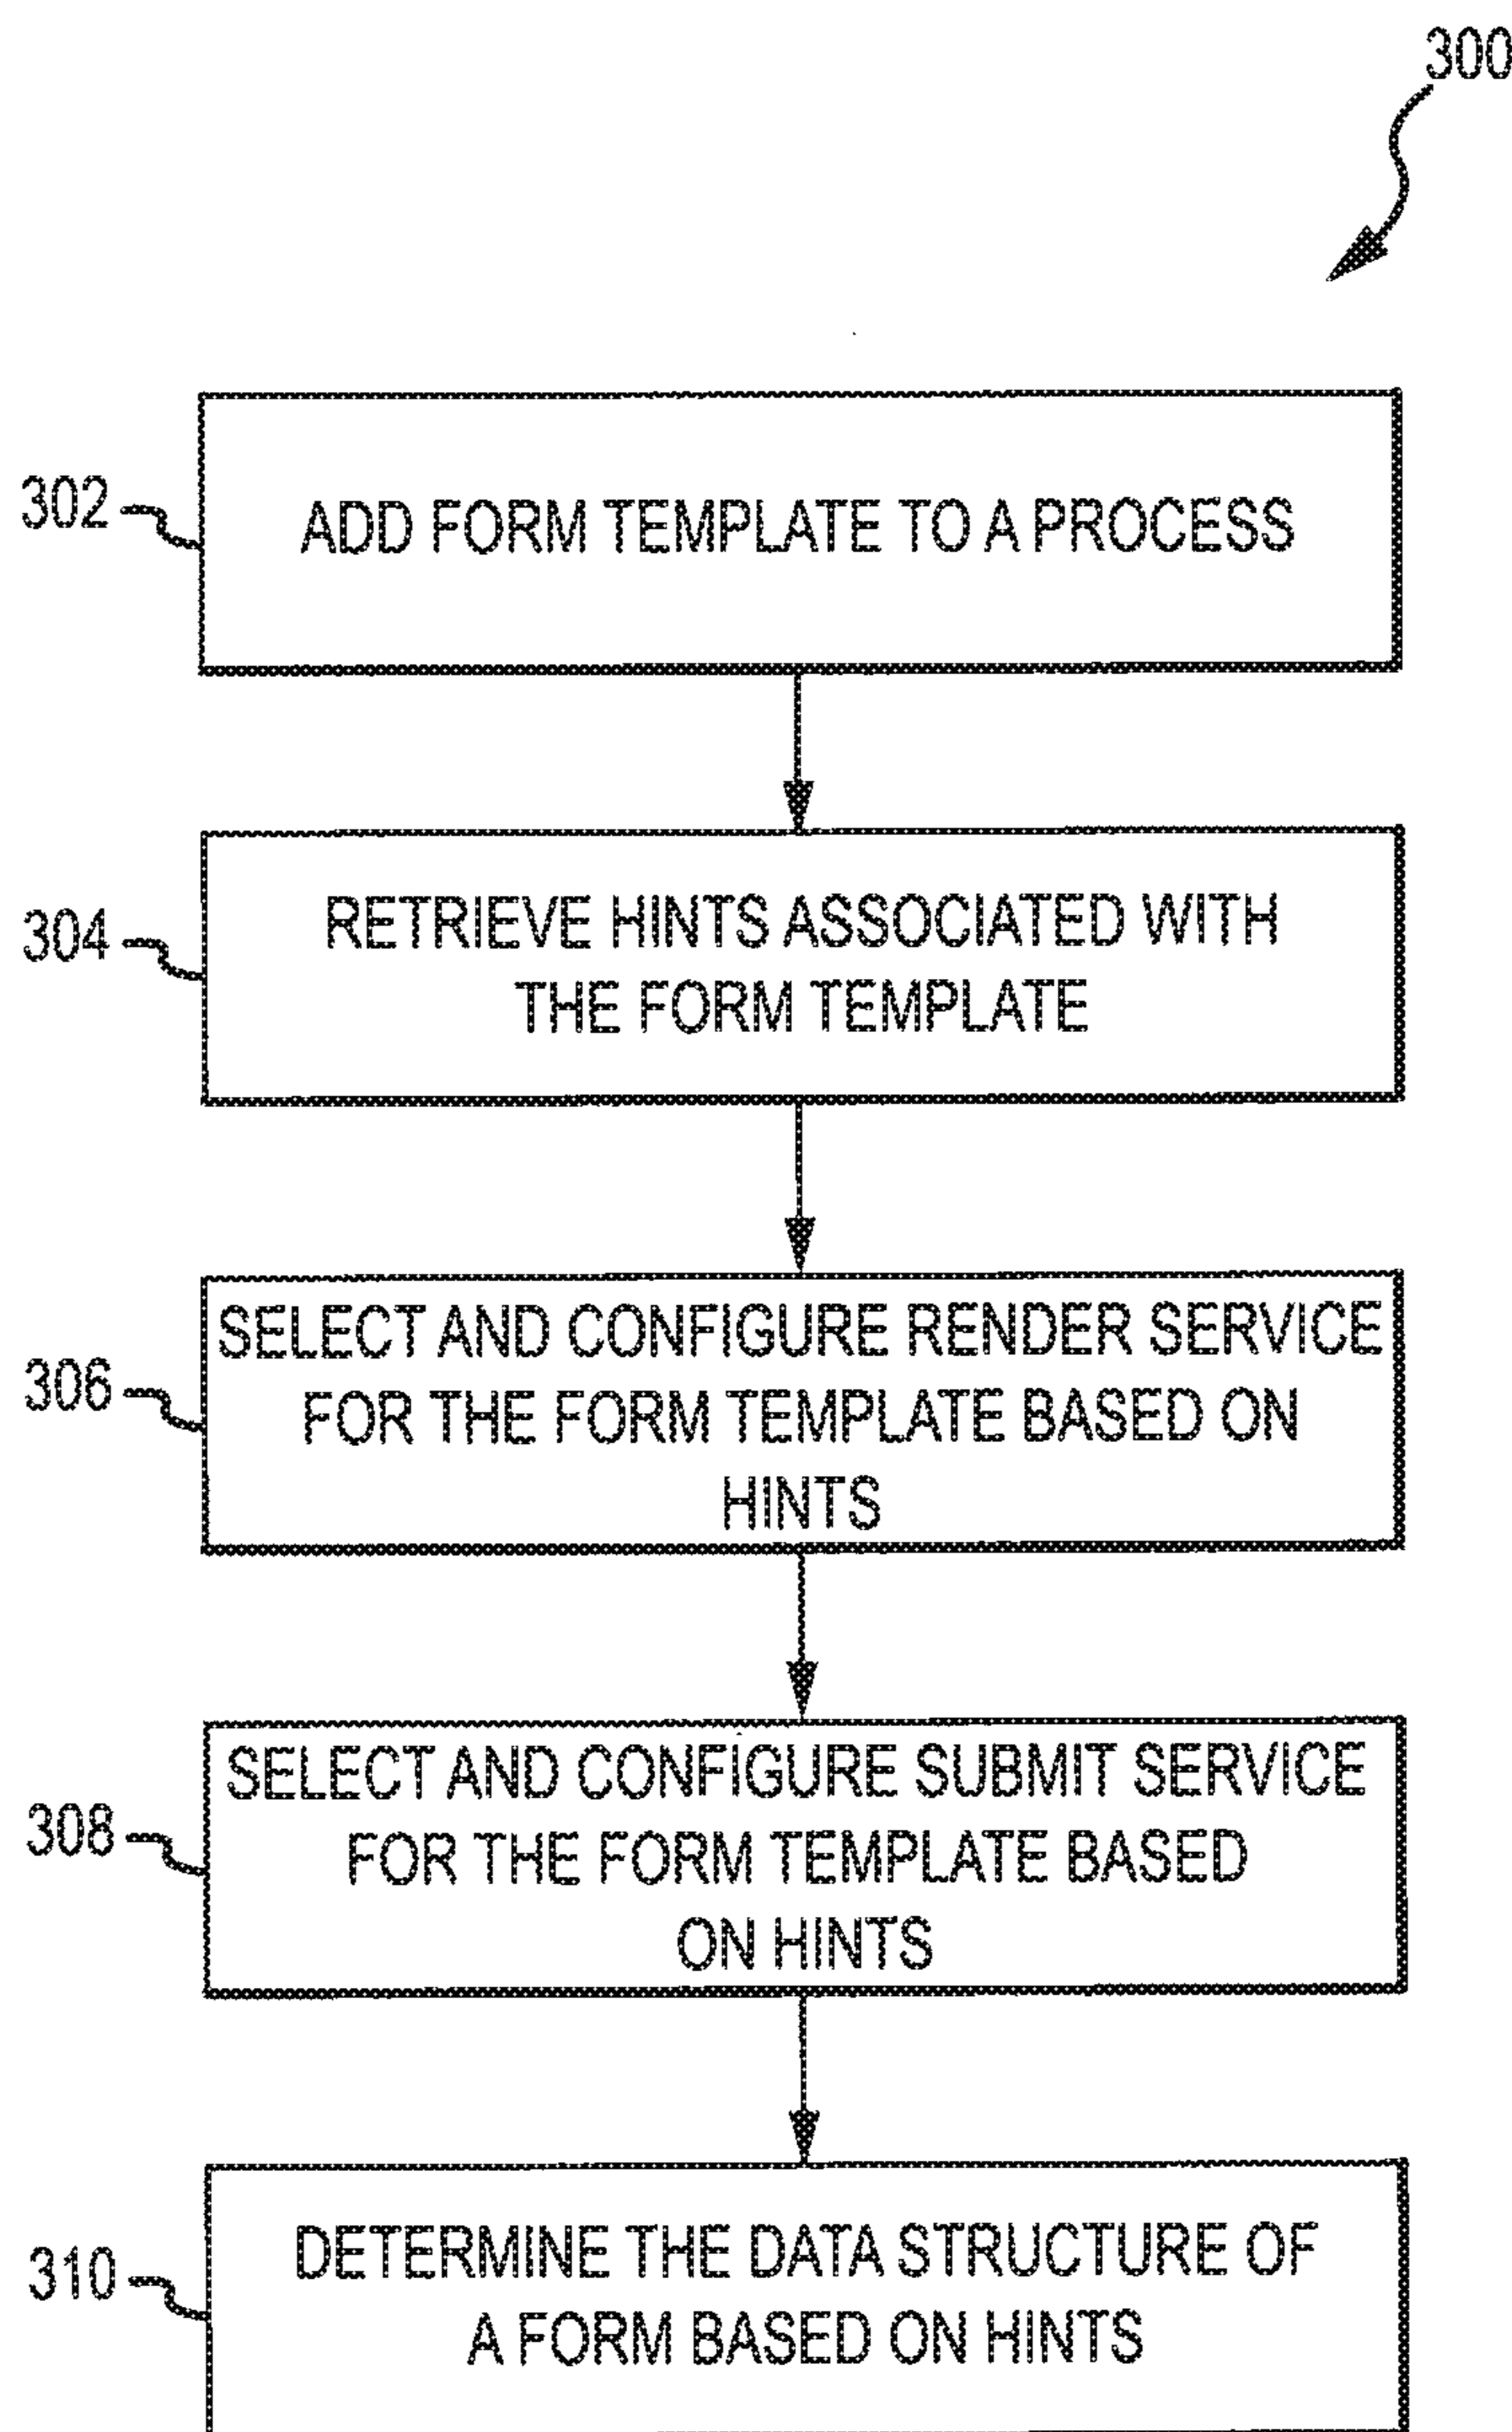 300
302
ADD FORM TEMPLATE TO A PROCESS
304
RETRIEVE HINTS ASSOCIATED WITH
THE FORM TEMPLATE
306
SELECT AND CONFIGURE RENDER SERVICE
FOR THE FORM TEMPLATE BASED ON
HINTS
308
SELECT AND CONFIGURE SUBMIT SERVICE
FOR THE FORM TEMPLATE BASED
ON HINTS
310
DETERMINE THE DATA STRUCTURE OF
A FORM BASED ON HINTS